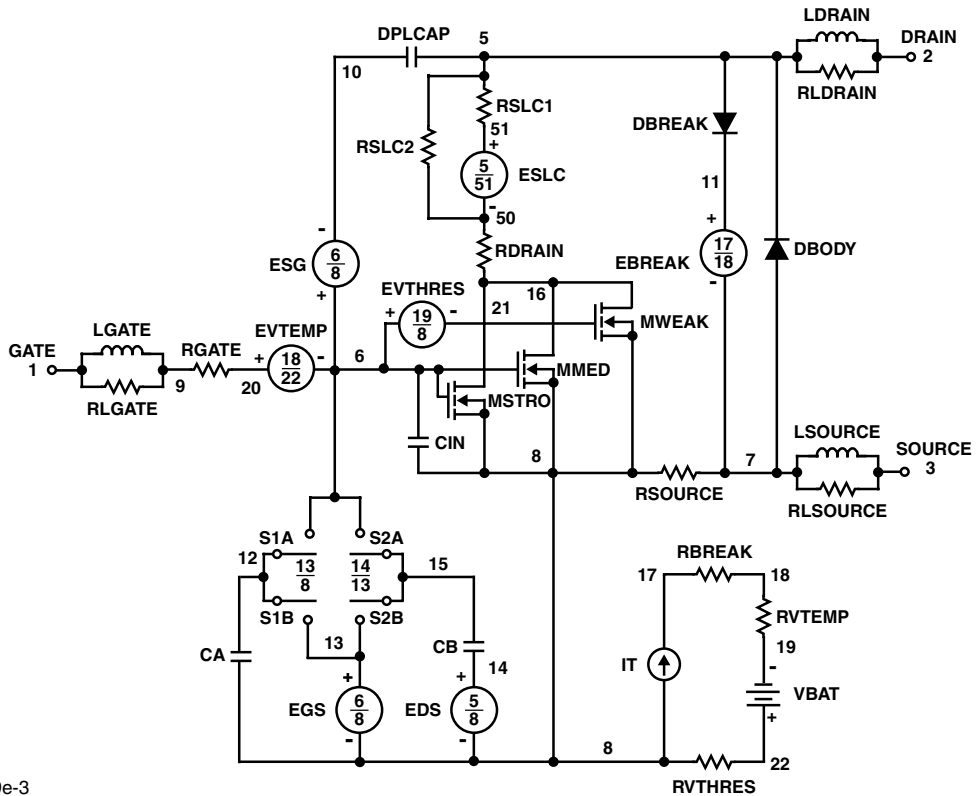 LDRAIN
DPLCAP 5 DRAIN
10 2
RSLC1 RLDRAIN
51 DBREAK
RSLC2 +
5
51 ESLC 11
-
50
- +
RDRAIN
6
8 17
18 DBODY
ESG EBREAK
+ EVTHRES 16 -
+ 19
8 - 21 MWEAK
LGATE EVTEMP
GATE RGATE + 18
22 - 6 MMED
1 9 20 MSTRO
RLGATE LSOURCE
CIN 8 7 SOURCE
3
RSOURCE RLSOURCE
S1A S2A
12 13
8 14
13 15 RBREAK
17 18
S1B S2B RVTEMP
13 CB 19
CA 14 IT -
+ + VBAT
EGS 6
8 EDS 5
8 +
- - 8 22
RVTHRES
e-3